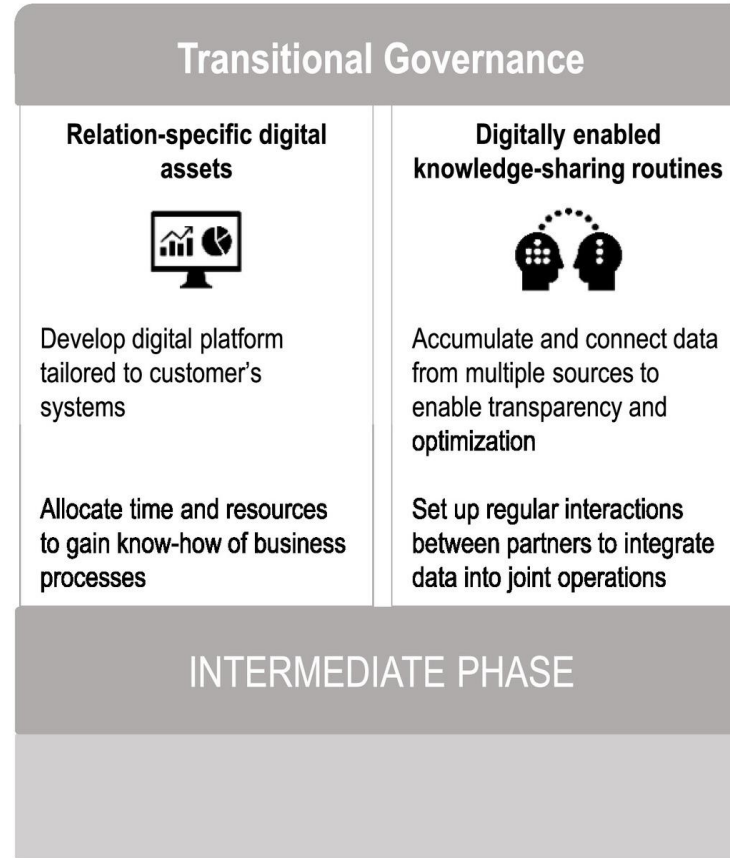 Transitional Governance
Relation-specific digital
assets
Develop digital platform
tailored to customer's
systems
Allocate time and resources
to gain know-how of business
processes
Digitally enabled
knowledge-sharing routines
Accumulate and connect data
from multiple sources to
enable transparency and
optimization
Set up regular interactions
between partners to integrate
data into joint operations
INTERMEDIATE PHASE